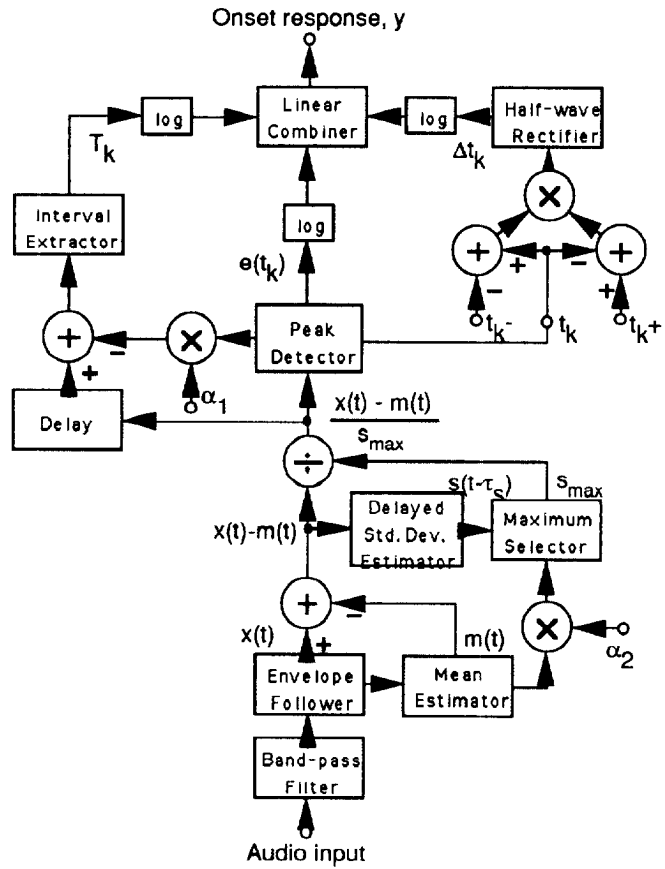 Onset response, y
log
Linear
Combiner
log
Half-wave
Rectifier
T_k
Δt_k
×
Interval
Extractor
log
e(t_k)
+
+
+
-
-
+
t_k-
t_k
t_k+
+
-
×
Peak
Detector
+
α_1
Delay
x(t) - m(t)
s_max
÷
s(t-τ_s)
s_max
x(t)-m(t)
Delayed
Std.Dev.
Estimator
Maximum
Selector
+
-
×
x(t)
+
m(t)
α_2
Envelope
Follower
Mean
Estimator
Band-pass
Filter
Audio input